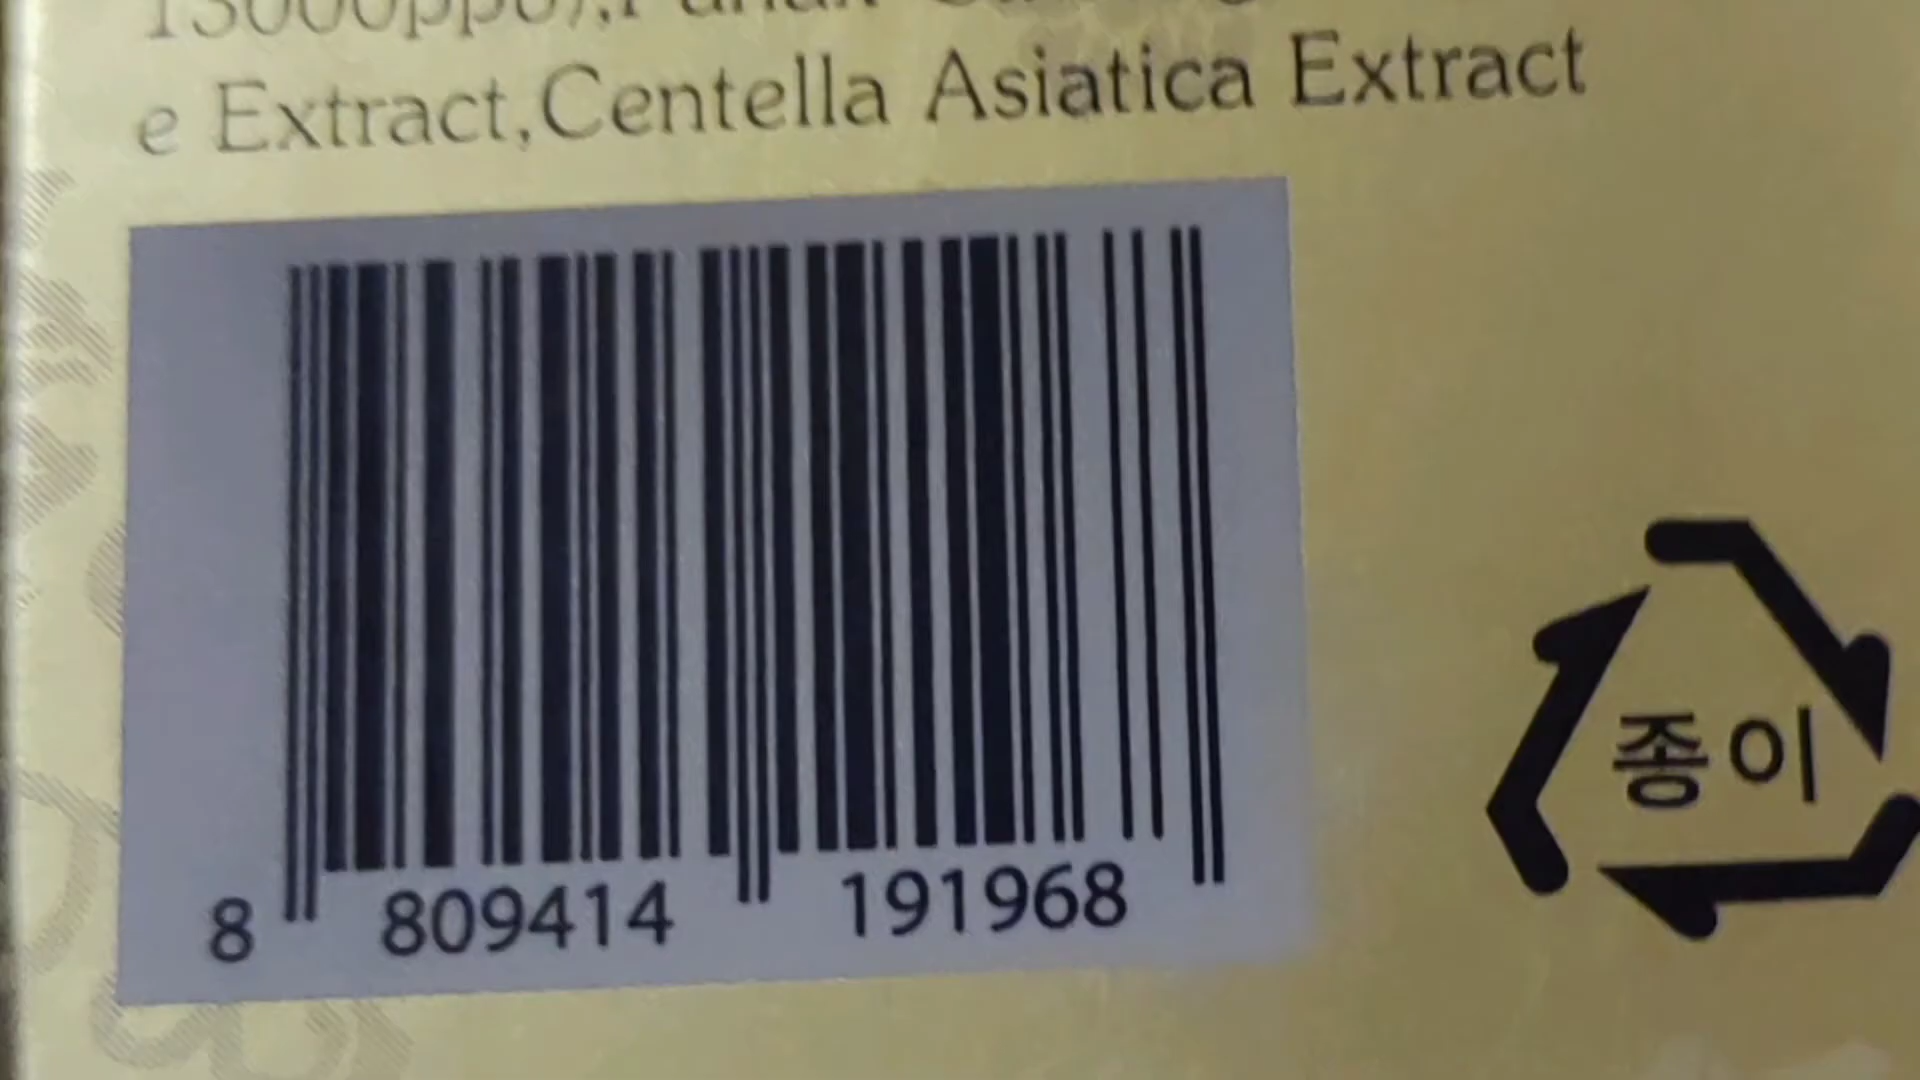 e Extract,Centella Asiatica Extract
8 809414 191968
종이